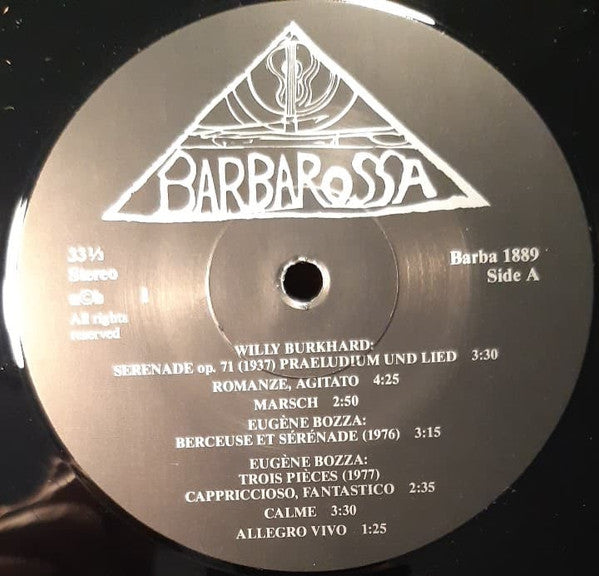 BARBAROSSA
33⅓
Stereo
All rights
reserved
Barba 1889
Side A
WILLY BURKHARD:
SERENADE op. 71 (1937) PRAELUDIUM UND LIED 3:30
ROMANZE, AGITATO 4:25
MARSCH 2:50
EUGÈNE BOZZA:
BERCEUSE ET SÉRÉNADE (1976) 3:15
EUGÈNE BOZZA:
TROIS PIÈCES (1977)
CAPPRICCIOSO, FANTASTICO 2:35
CALME 3:30
ALLEGRO VIVO 1:25